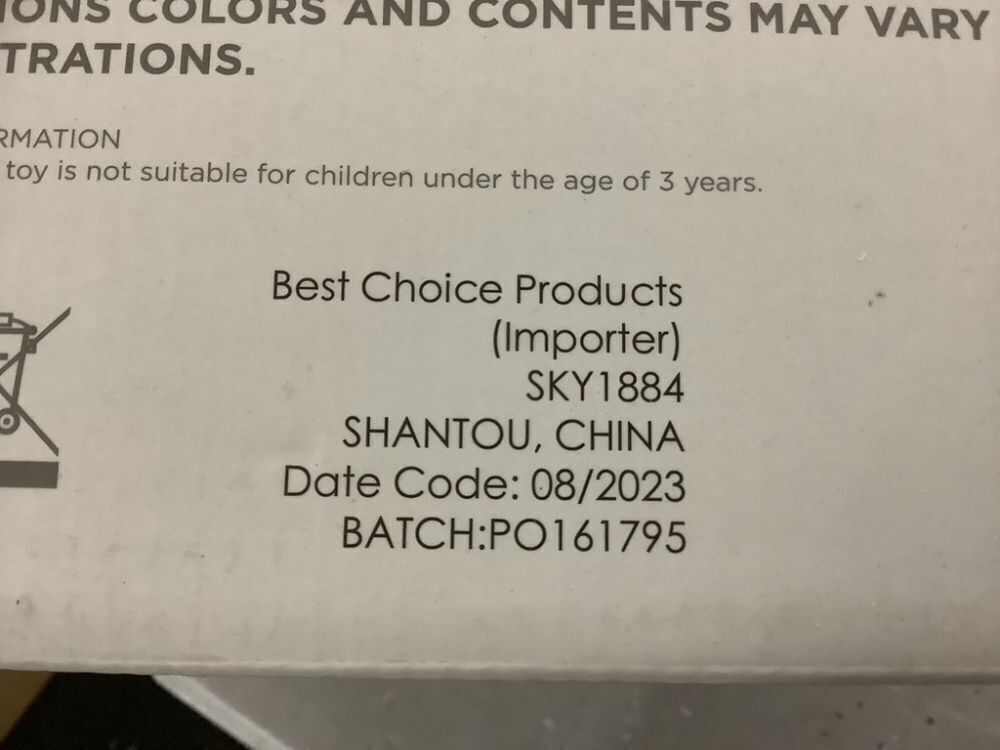 IONS COLORS AND CONTENTS MAY VARY
TRATIONS.
RMATION
toy is not suitable for children under the age of 3 years.
Best Choice Products
(Importer)
SKY1884
SHANTOU, CHINA
Date Code: 08/2023
BATCH:PO161795